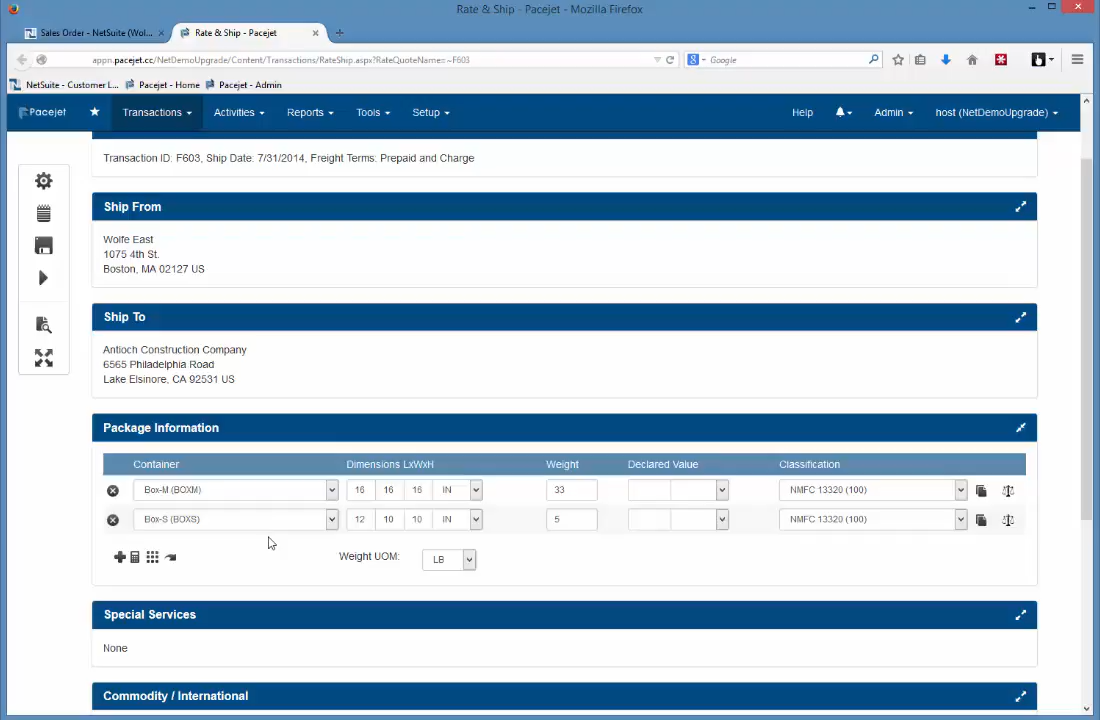 Rate & Ship - Pacejet - Mozilla Firefox
Sales Order - NetSuite (Wol...
Rate & Ship - Pacejet
appn.pacejet.cc/NetDemoUpgrade/Content/Transactions/RateShip.aspx?RateQuoteName=:~F603
Google
NetSuite - Customer L...
Pacejet - Home
Pacejet - Admin
Pacejet
Transactions
Activities
Reports
Tools
Setup
Help
Admin
host (NetDemoUpgrade)
Transaction ID: F603, Ship Date: 7/31/2014, Freight Terms: Prepaid and Charge
Ship From
Wolfe East
1075 4th St.
Boston, MA 02127 US
Ship To
Antioch Construction Company
6565 Philadelphia Road
Lake Elsinore, CA 92531 US
Package Information
Container Dimensions LxWxH Weight Declared Value Classification
Box-M (BOXM) 16 16 16 IN 33 NMFC 13320 (100)
Box-S (BOXS) 12 10 10 IN 5 NMFC 13320 (100)
Weight UOM: LB
Special Services
None
Commodity / International